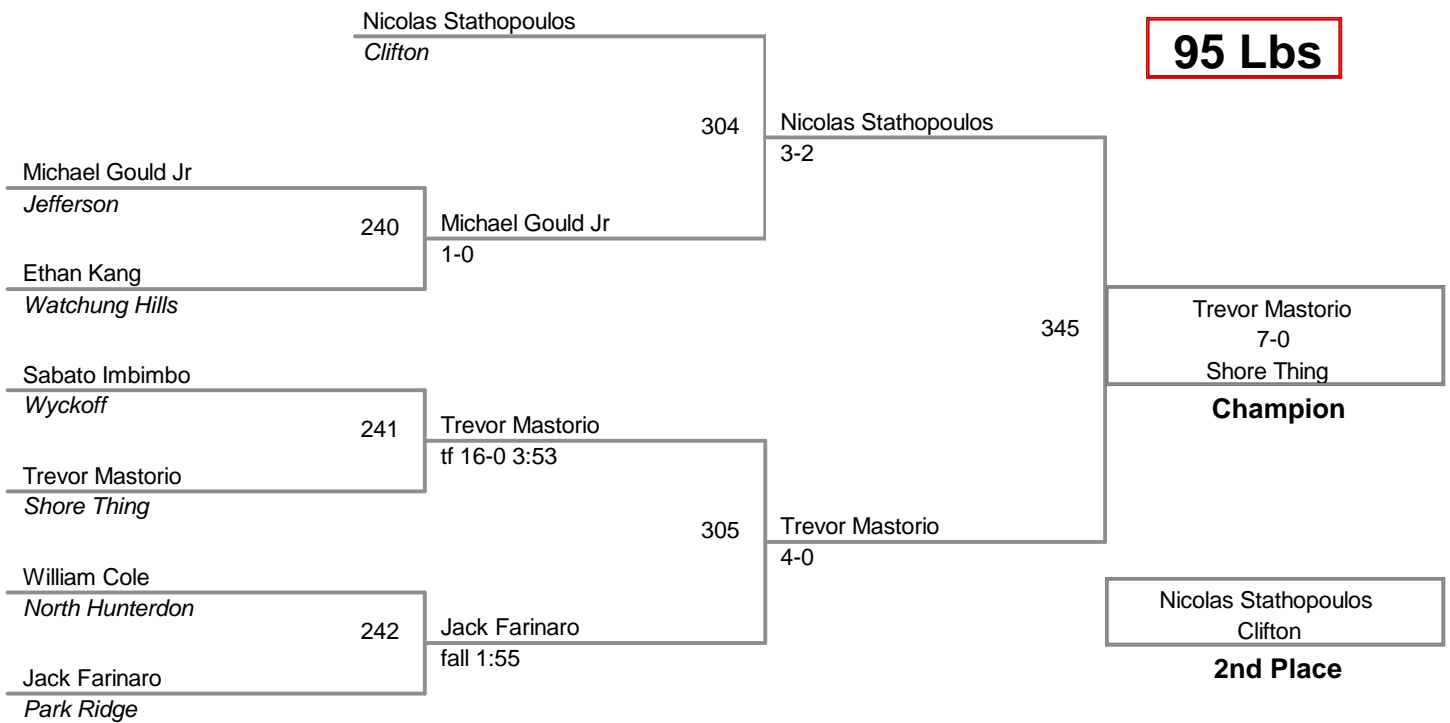 Nicolas Stathopoulos
Clifton
95 Lbs
304
Nicolas Stathopoulos
3-2
Michael Gould Jr
Jefferson
240
Michael Gould Jr
1-0
Ethan Kang
Watchung Hills
345
Trevor Mastorio
7-0
Shore Thing
Champion
Sabato Imbimbo
Wyckoff
241
Trevor Mastorio
tf 16-0 3:53
Trevor Mastorio
Shore Thing
305
Trevor Mastorio
4-0
William Cole
North Hunterdon
242
Jack Farinaro
fall 1:55
Jack Farinaro
Park Ridge
Nicolas Stathopoulos
Clifton
2nd Place